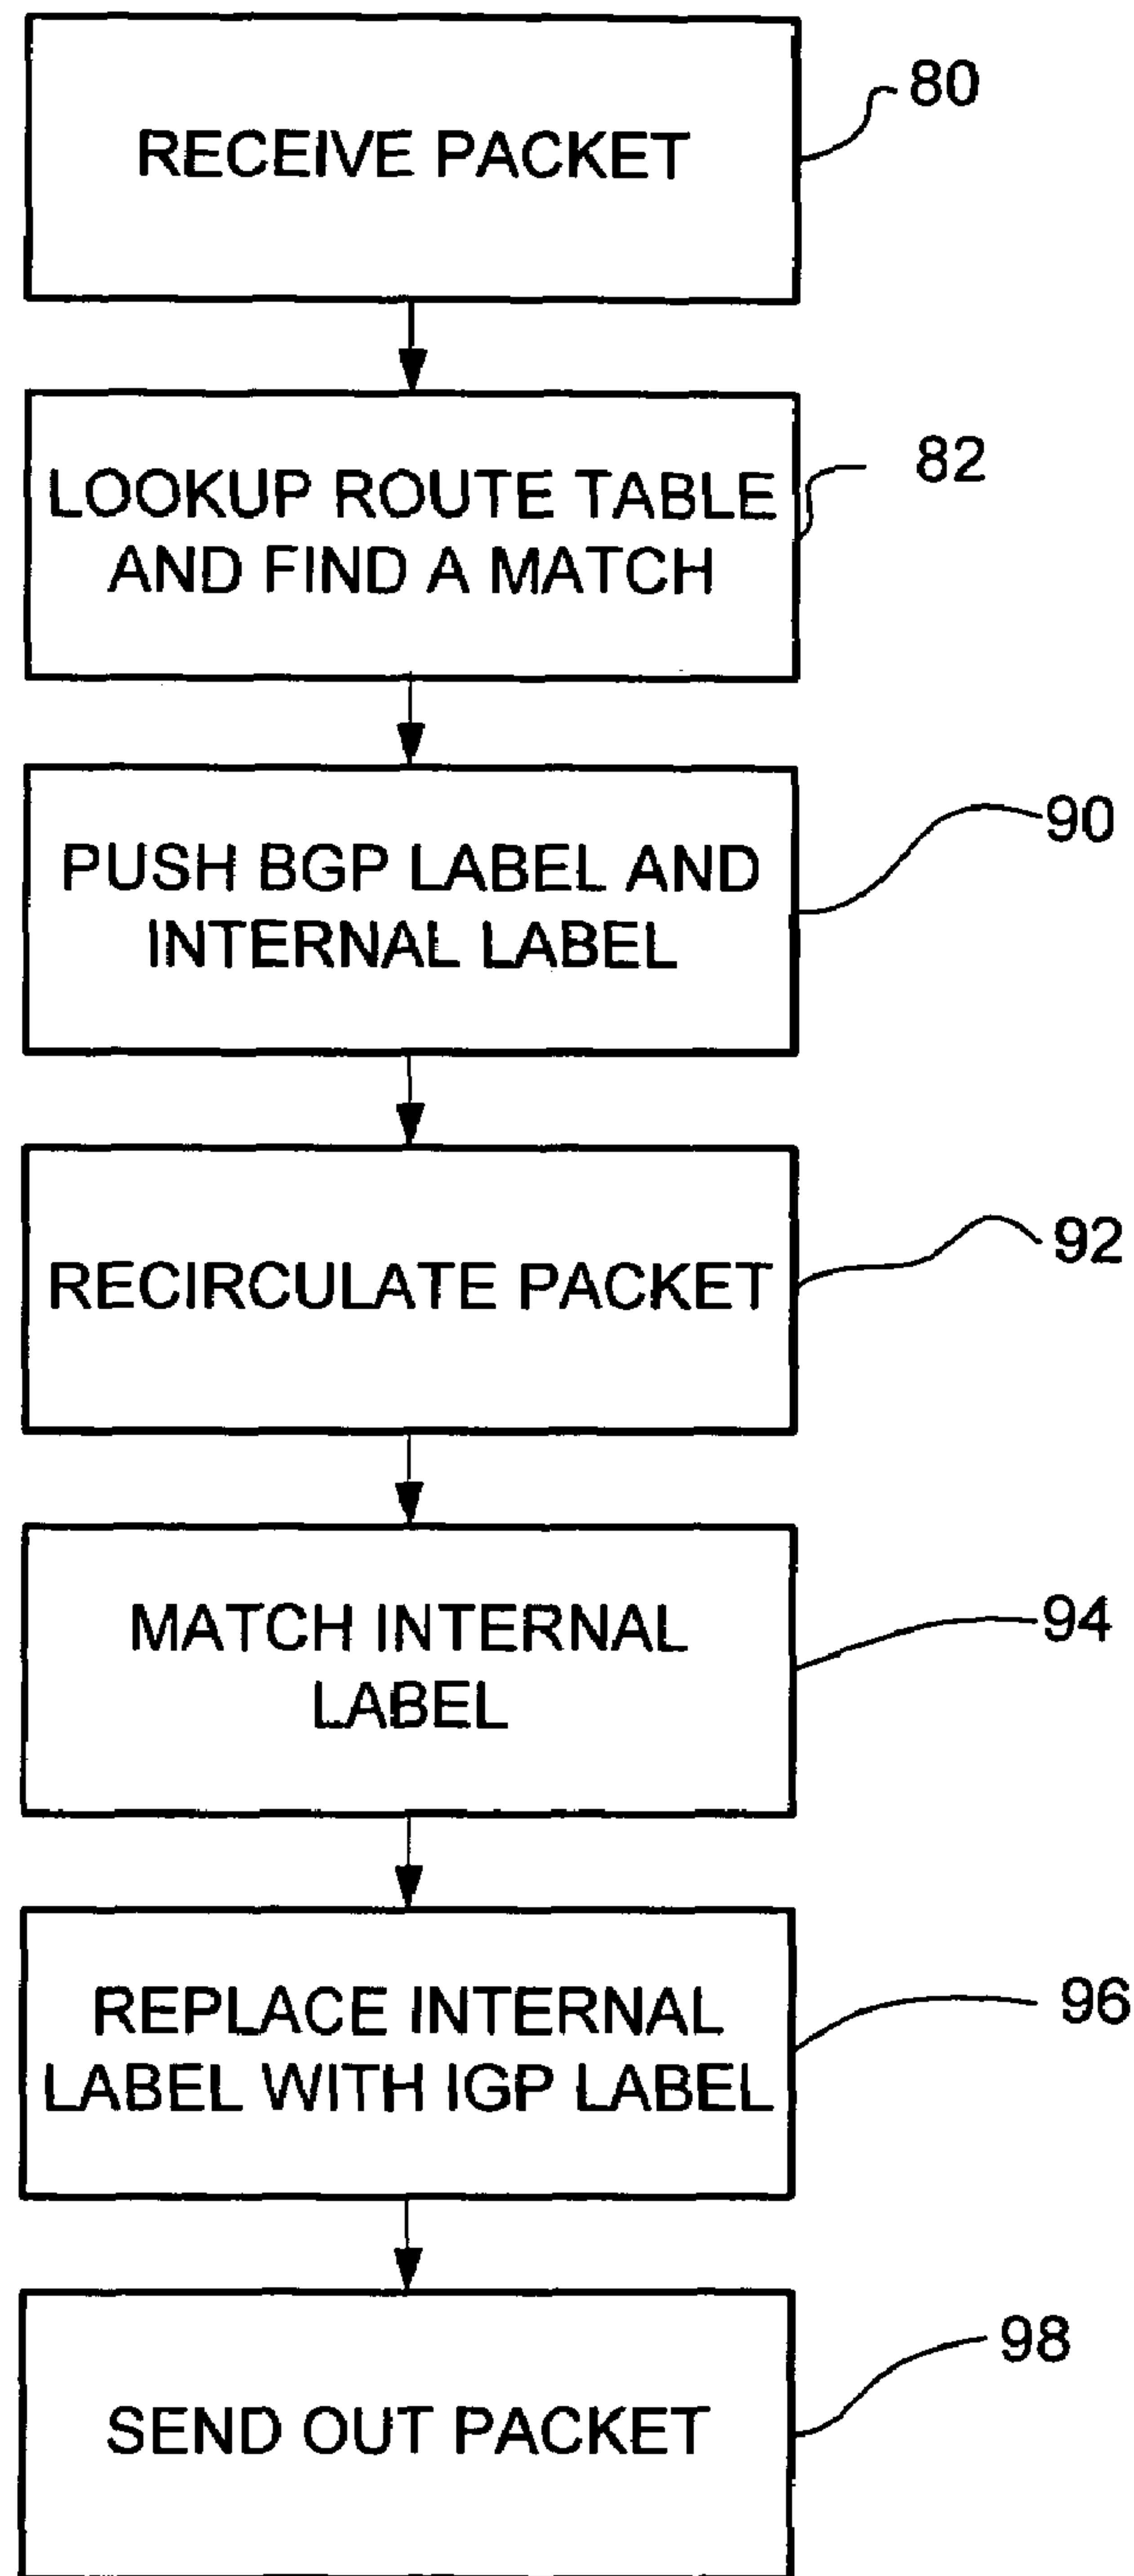 RECEIVE PACKET
80
LOOKUP ROUTE TABLE
AND FIND A MATCH
82
PUSH BGP LABEL AND
INTERNAL LABEL
90
RECIRCULATE PACKET
92
MATCH INTERNAL
LABEL
94
REPLACE INTERNAL
LABEL WITH IGP LABEL
96
SEND OUT PACKET
98